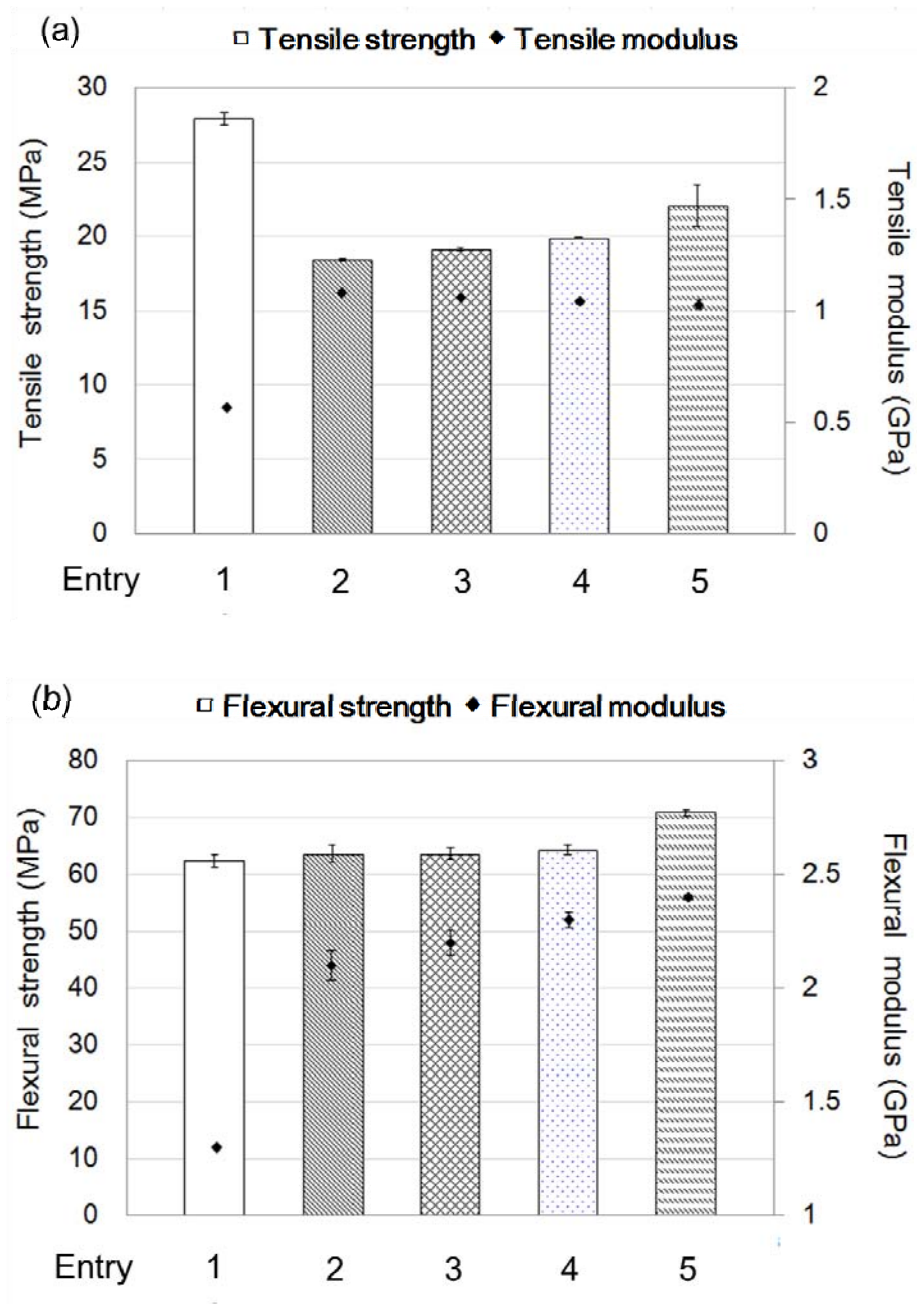 (a)
□ Tensile strength ◆ Tensile modulus
30 2
25
1.5
20
15 1
10
0.5
5
0 0
Tensile strength (MPa)
Tensile modulus (GPa)
Entry 1 2 3 4 5
(b)
□ Flexural strength ◆ Flexural modulus
80 3
70
60 2.5
50
40 2
30
20 1.5
10
0 1
Flexural strength (MPa)
Flexural modulus (GPa)
Entry 1 2 3 4 5